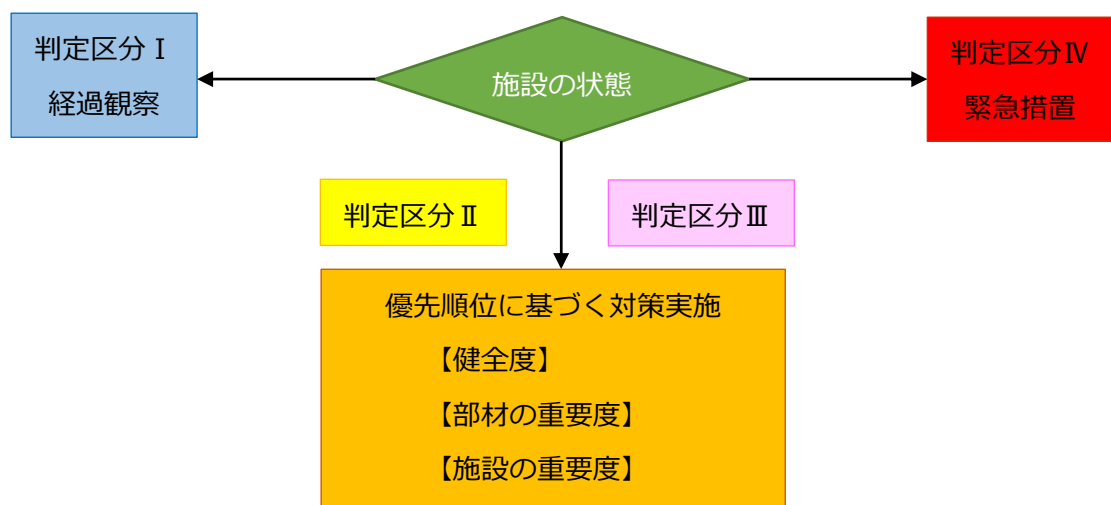 判定区分Ⅰ
経過観察
施設の状態
判定区分Ⅳ
緊急措置
判定区分Ⅱ
判定区分Ⅲ
優先順位に基づく対策実施
【健全度】
【部材の重要度】
【施設の重要度】